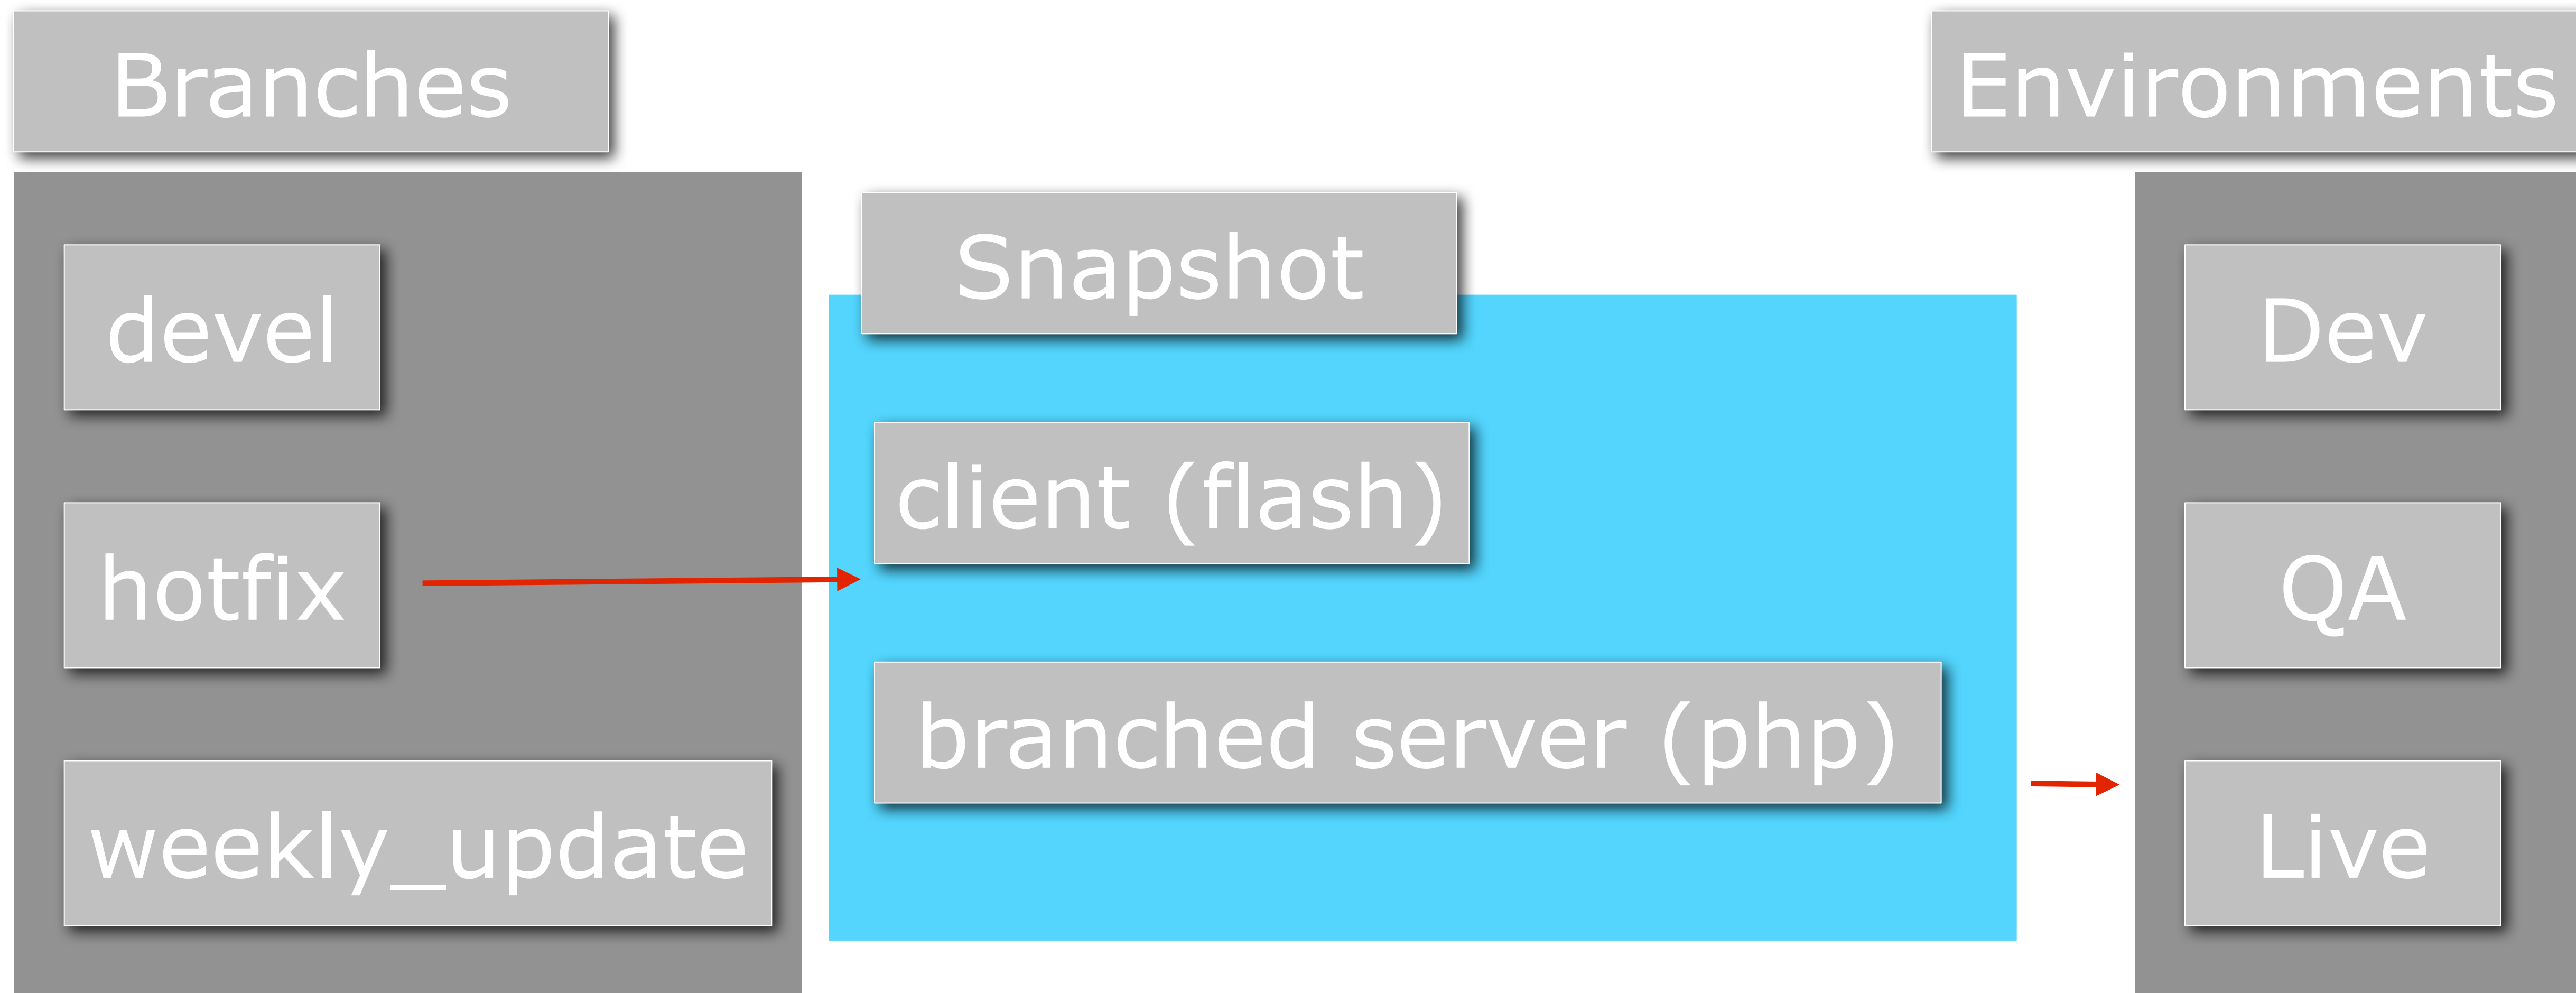 Branches
Environments
Snapshot
devel
hotfix
weekly_update
client (flash)
branched server (php)
Dev
QA
Live